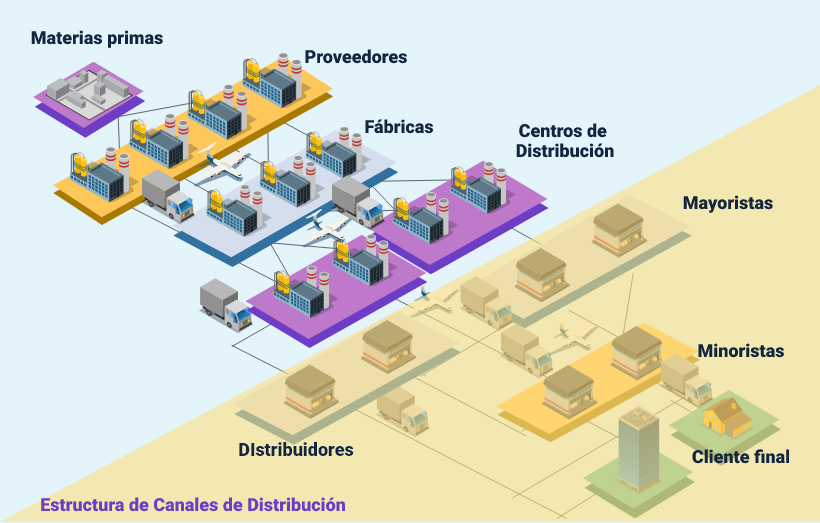 Materias primas
Proveedores
Fábricas
Centros de
Distribución
Mayoristas
Minoristas
DIstribuidores
Cliente final
Estructura de Canales de Distribución